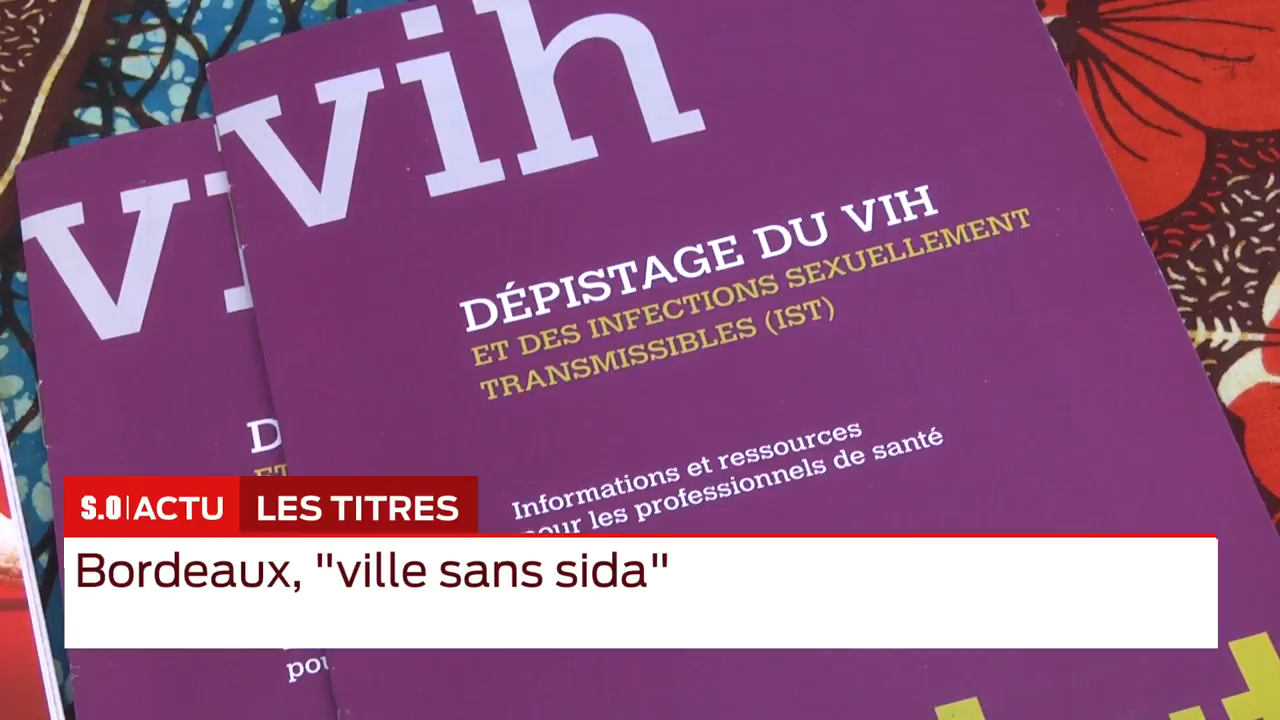 vih
DÉPISTAGE DU VIH
ET DES INFECTIONS SEXUELLEMENT
TRANSMISSIBLES (IST)
Informations et ressources
pour les professionnels de santé
S.O ACTU LES TITRES
Bordeaux, "ville sans sida"